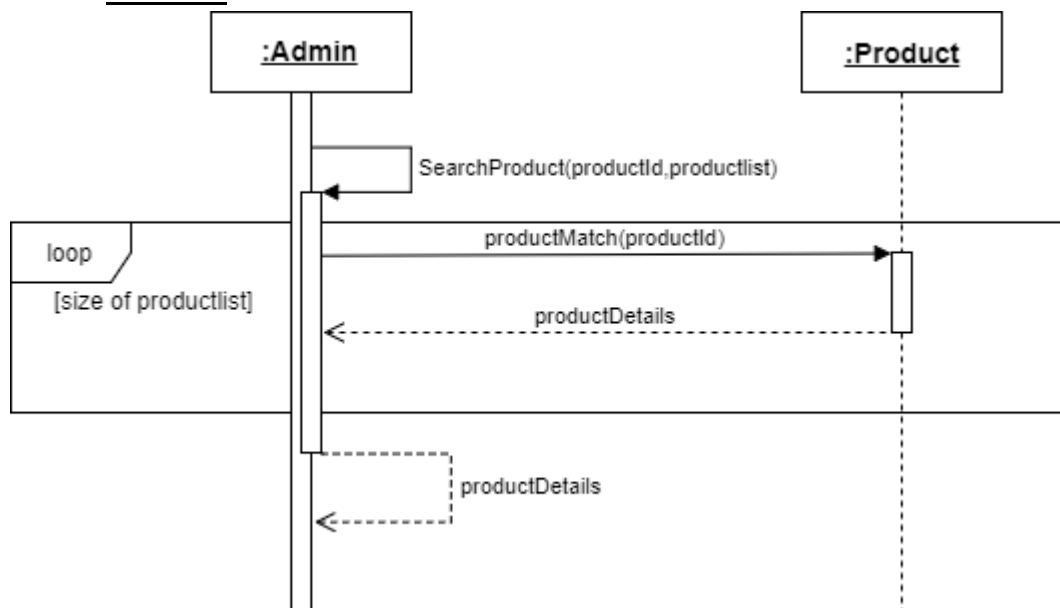 :Admin
:Product
SearchProduct(productId,productlist)
loop
productMatch(productId)
[size of productlist]
productDetails
productDetails